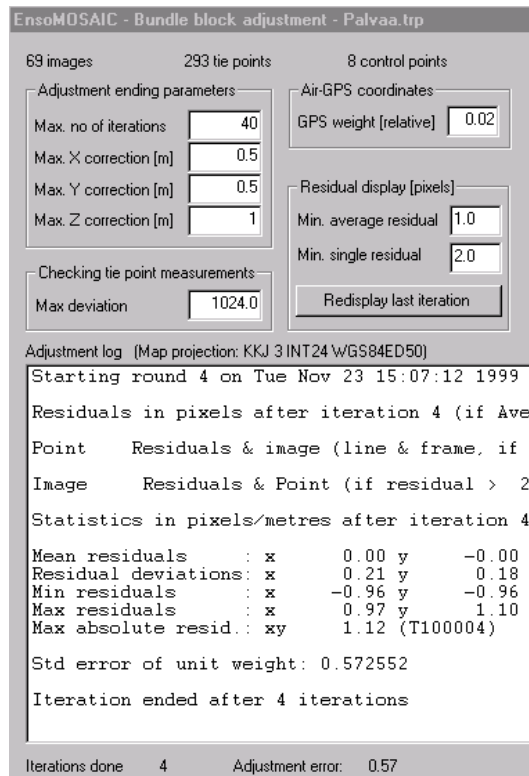 EnsoMOSAIC - Bundle block adjustment - Palvaa.trp
69 images 293 tie points 8 control points
Adjustment ending parameters
Max. no of iterations 40
Max. X correction [m] 0.5
Max. Y correction [m] 0.5
Max. Z correction [m] 1
Air-GPS coordinates
GPS weight [relative] 0.02
Residual display [pixels]
Min. average residual 1.0
Min. single residual 2.0
Redisplay last iteration
Checking tie point measurements
Max deviation 1024.0
Adjustment log (Map projection: KKJ 3 INT24 WGS84ED50)
Starting round 4 on Tue Nov 23 15:07:12 1999
Residuals in pixels after iteration 4 (if Ave
Point Residuals & image (line & frame, if
Image Residuals & Point (if residual > 2
Statistics in pixels/metres after iteration 4
Mean residuals : x 0.00 y -0.00
Residual deviations: x 0.21 y 0.18
Min residuals : x -0.96 y -0.96
Max residuals : x 0.97 y 1.10
Max absolute resid.: xy 1.12 (T100004)
Std error of unit weight: 0.572552
Iteration ended after 4 iterations
Iterations done 4 Adjustment error: 0.57